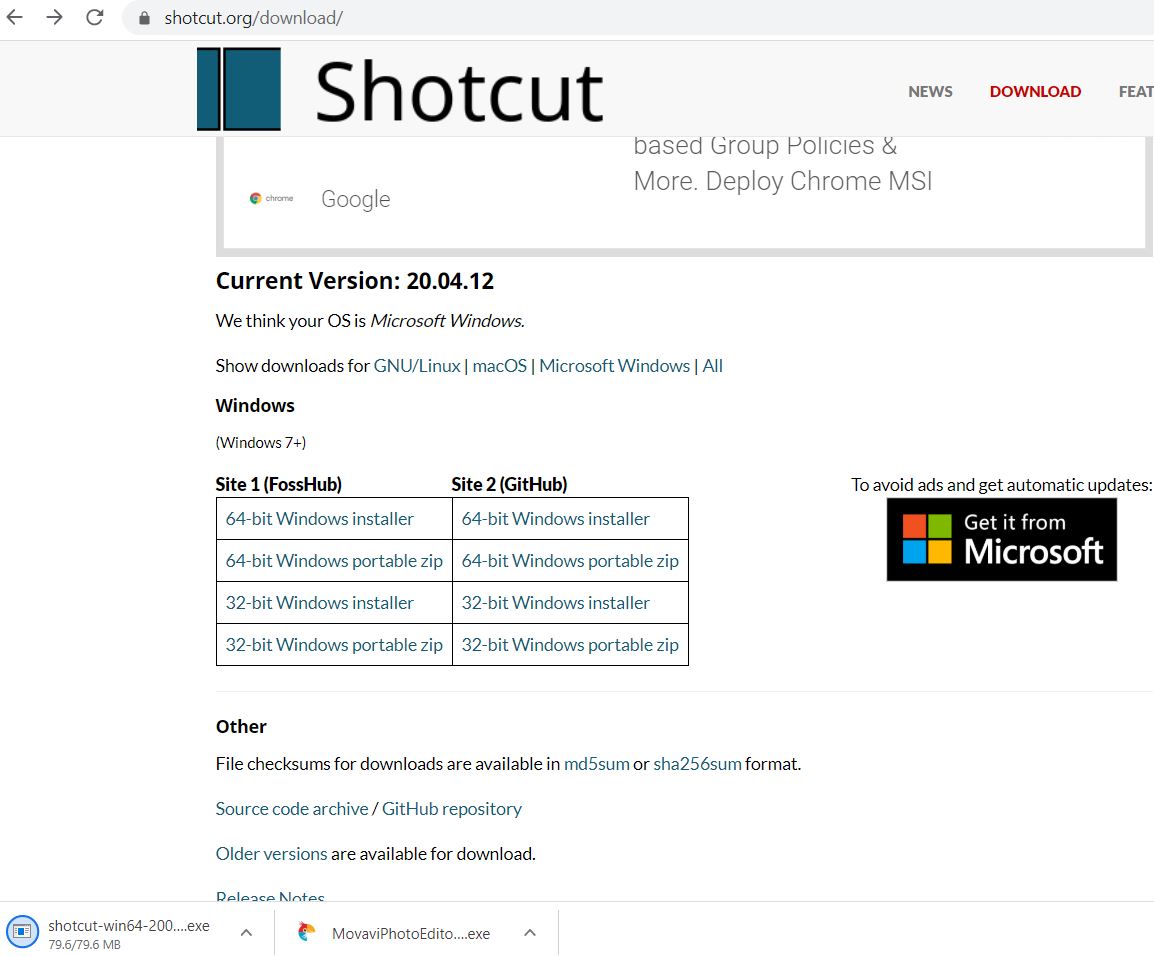 shotcut.org/download/
Shotcut
NEWS DOWNLOAD FEAT
based Group Policies &
More. Deploy Chrome MSI
chrome Google
Current Version: 20.04.12
We think your OS is Microsoft Windows.
Show downloads for GNU/Linux | macOS | Microsoft Windows | All
Windows
(Windows 7+)
Site 1 (FossHub) Site 2 (GitHub)
64-bit Windows installer 64-bit Windows installer
64-bit Windows portable zip 64-bit Windows portable zip
32-bit Windows installer 32-bit Windows installer
32-bit Windows portable zip 32-bit Windows portable zip
To avoid ads and get automatic updates:
Get it from
Microsoft
Other
File checksums for downloads are available in md5sum or sha256sum format.
Source code archive / GitHub repository
Older versions are available for download.
Release Notes
shotcut-win64-200....exe
79.6/79.6 MB
MovaviPhotoEdito....exe